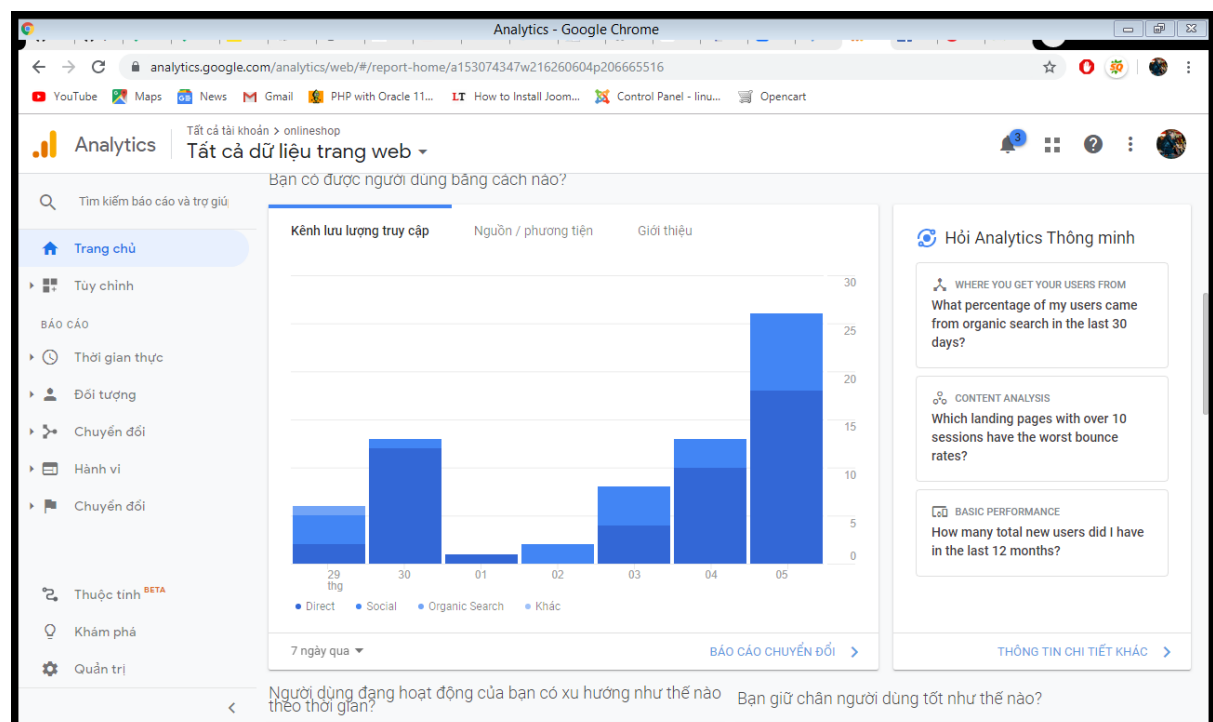 Analytics - Google Chrome
analytics.google.com/analytics/web/#/report-home/a153074347w216260604p206665516
YouTube Maps News Gmail PHP with Oracle 11... LT How to Install Joom... Control Panel - linu... Opencart
Analytics
Tất cả tài khoản > onlineshop
Tất cả dữ liệu trang web
3
Tìm kiếm báo cáo và trợ giú
Trang chủ
Tùy chỉnh
BÁO CÁO
Thời gian thực
Đối tượng
Chuyển đổi
Hành vi
Chuyển đổi
Thuộc tính BETA
Khám phá
Quản trị
Bạn có được người dùng bằng cách nào?
Kênh lưu lượng truy cập Nguồn / phương tiện Giới thiệu
30
25
20
15
10
5
0
29 30 01 02 03 04 05
thg
Direct Social Organic Search Khác
7 ngày qua BÁO CÁO CHUYỂN ĐỔI
Hỏi Analytics Thông minh
WHERE YOU GET YOUR USERS FROM
What percentage of my users came
from organic search in the last 30
days?
CONTENT ANALYSIS
Which landing pages with over 10
sessions have the worst bounce
rates?
BASIC PERFORMANCE
How many total new users did I have
in the last 12 months?
THÔNG TIN CHI TIẾT KHÁC
Người dùng đang hoạt động của bạn có xu hướng như thế nào
theo thời gian?
Bạn giữ chân người dùng tốt như thế nào?